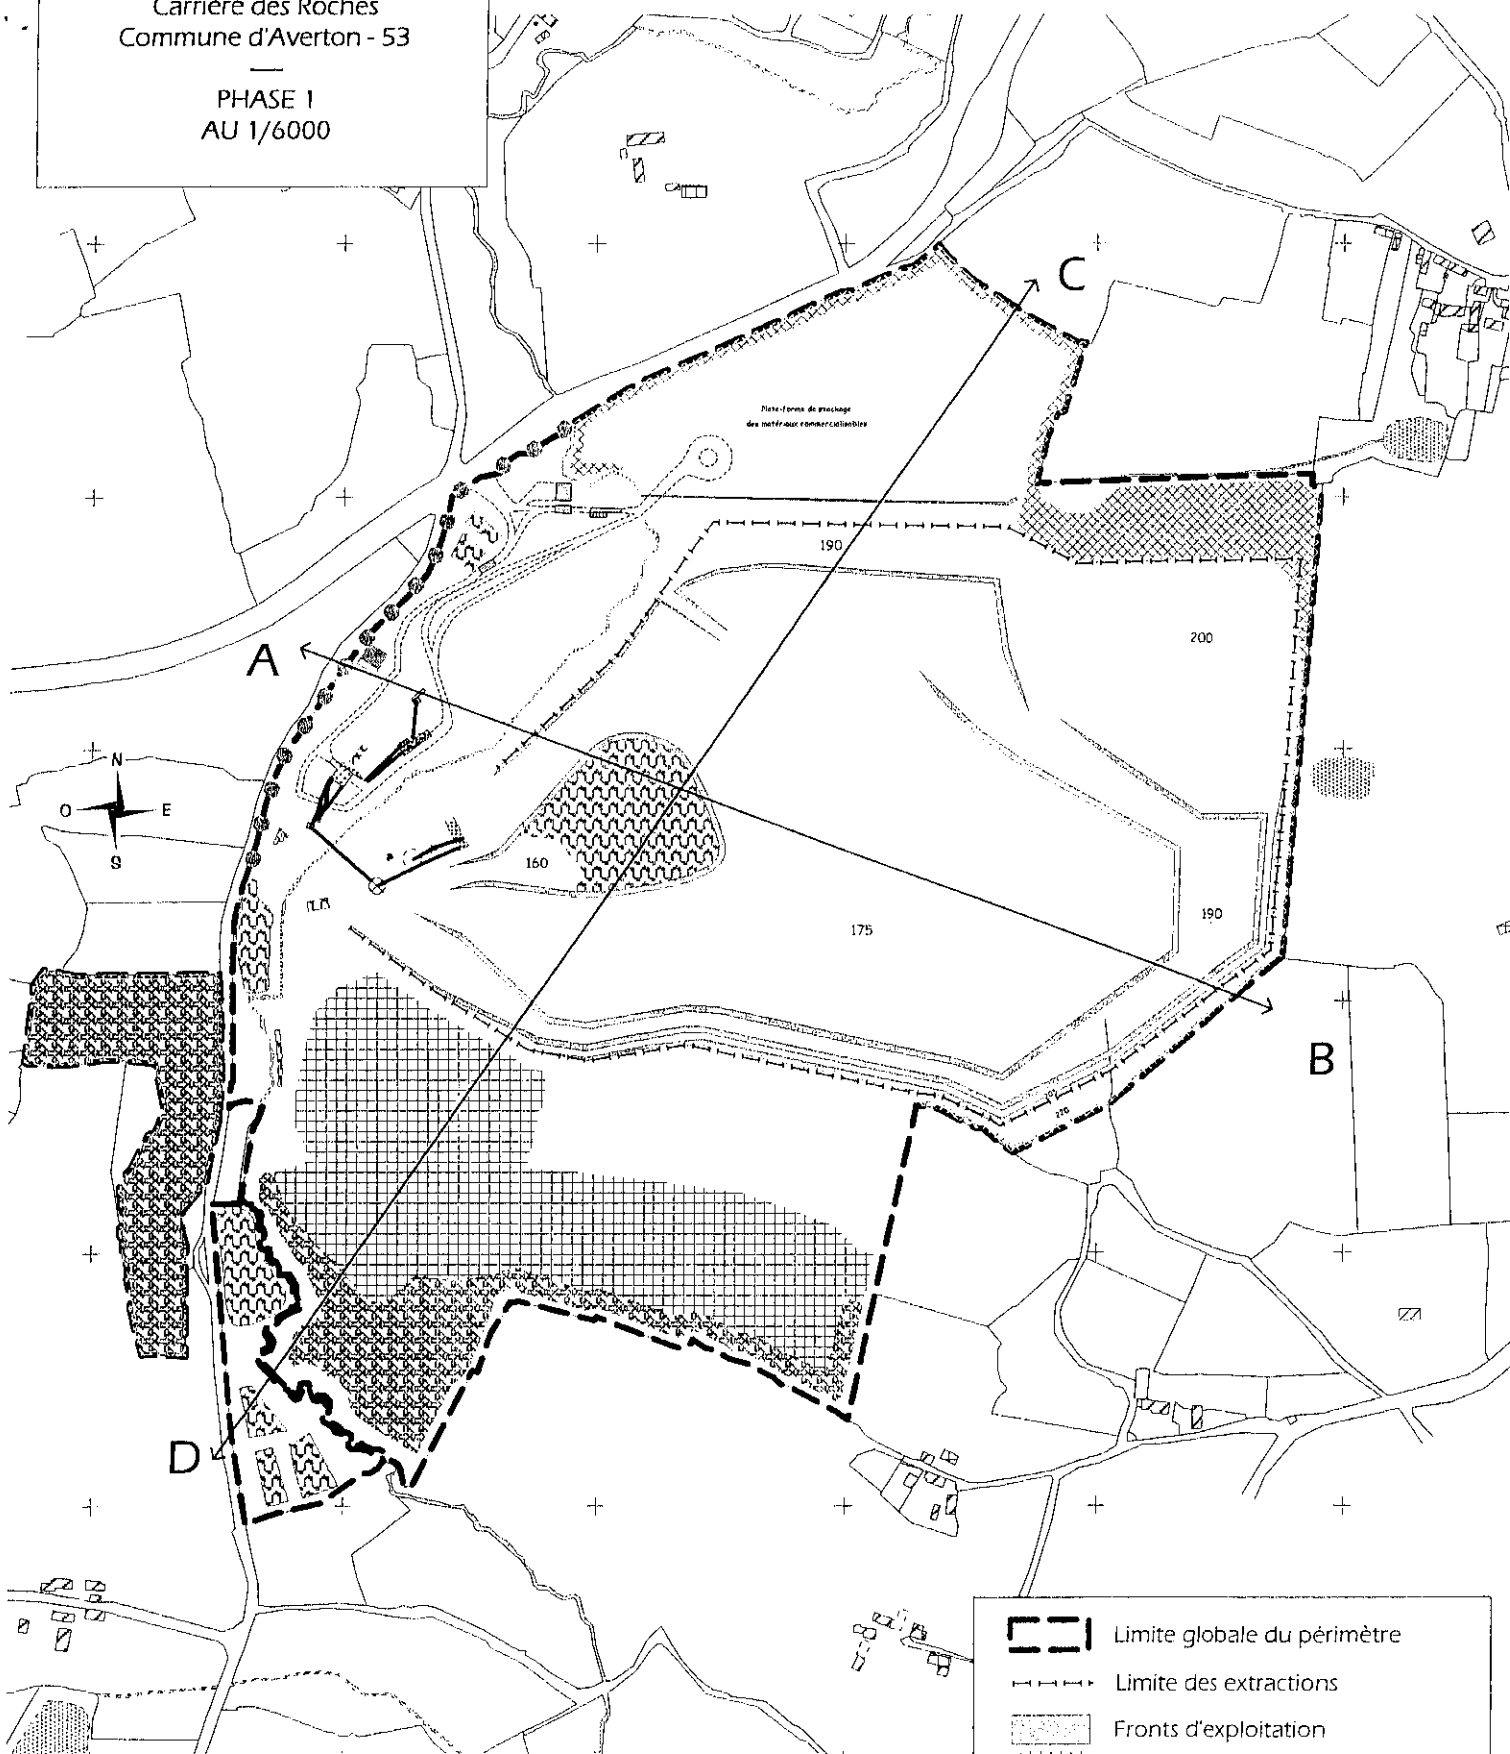 Carrière des Roches
Commune d'Averton - 53
PHASE 1
AU 1/6000
C
Plate-forme de stockage
des matériaux commercialisables
190
200
A
N
O
E
S
160
175
190
B
220
D
Limite globale du périmètre
Limite des extractions
Fronts d'exploitation